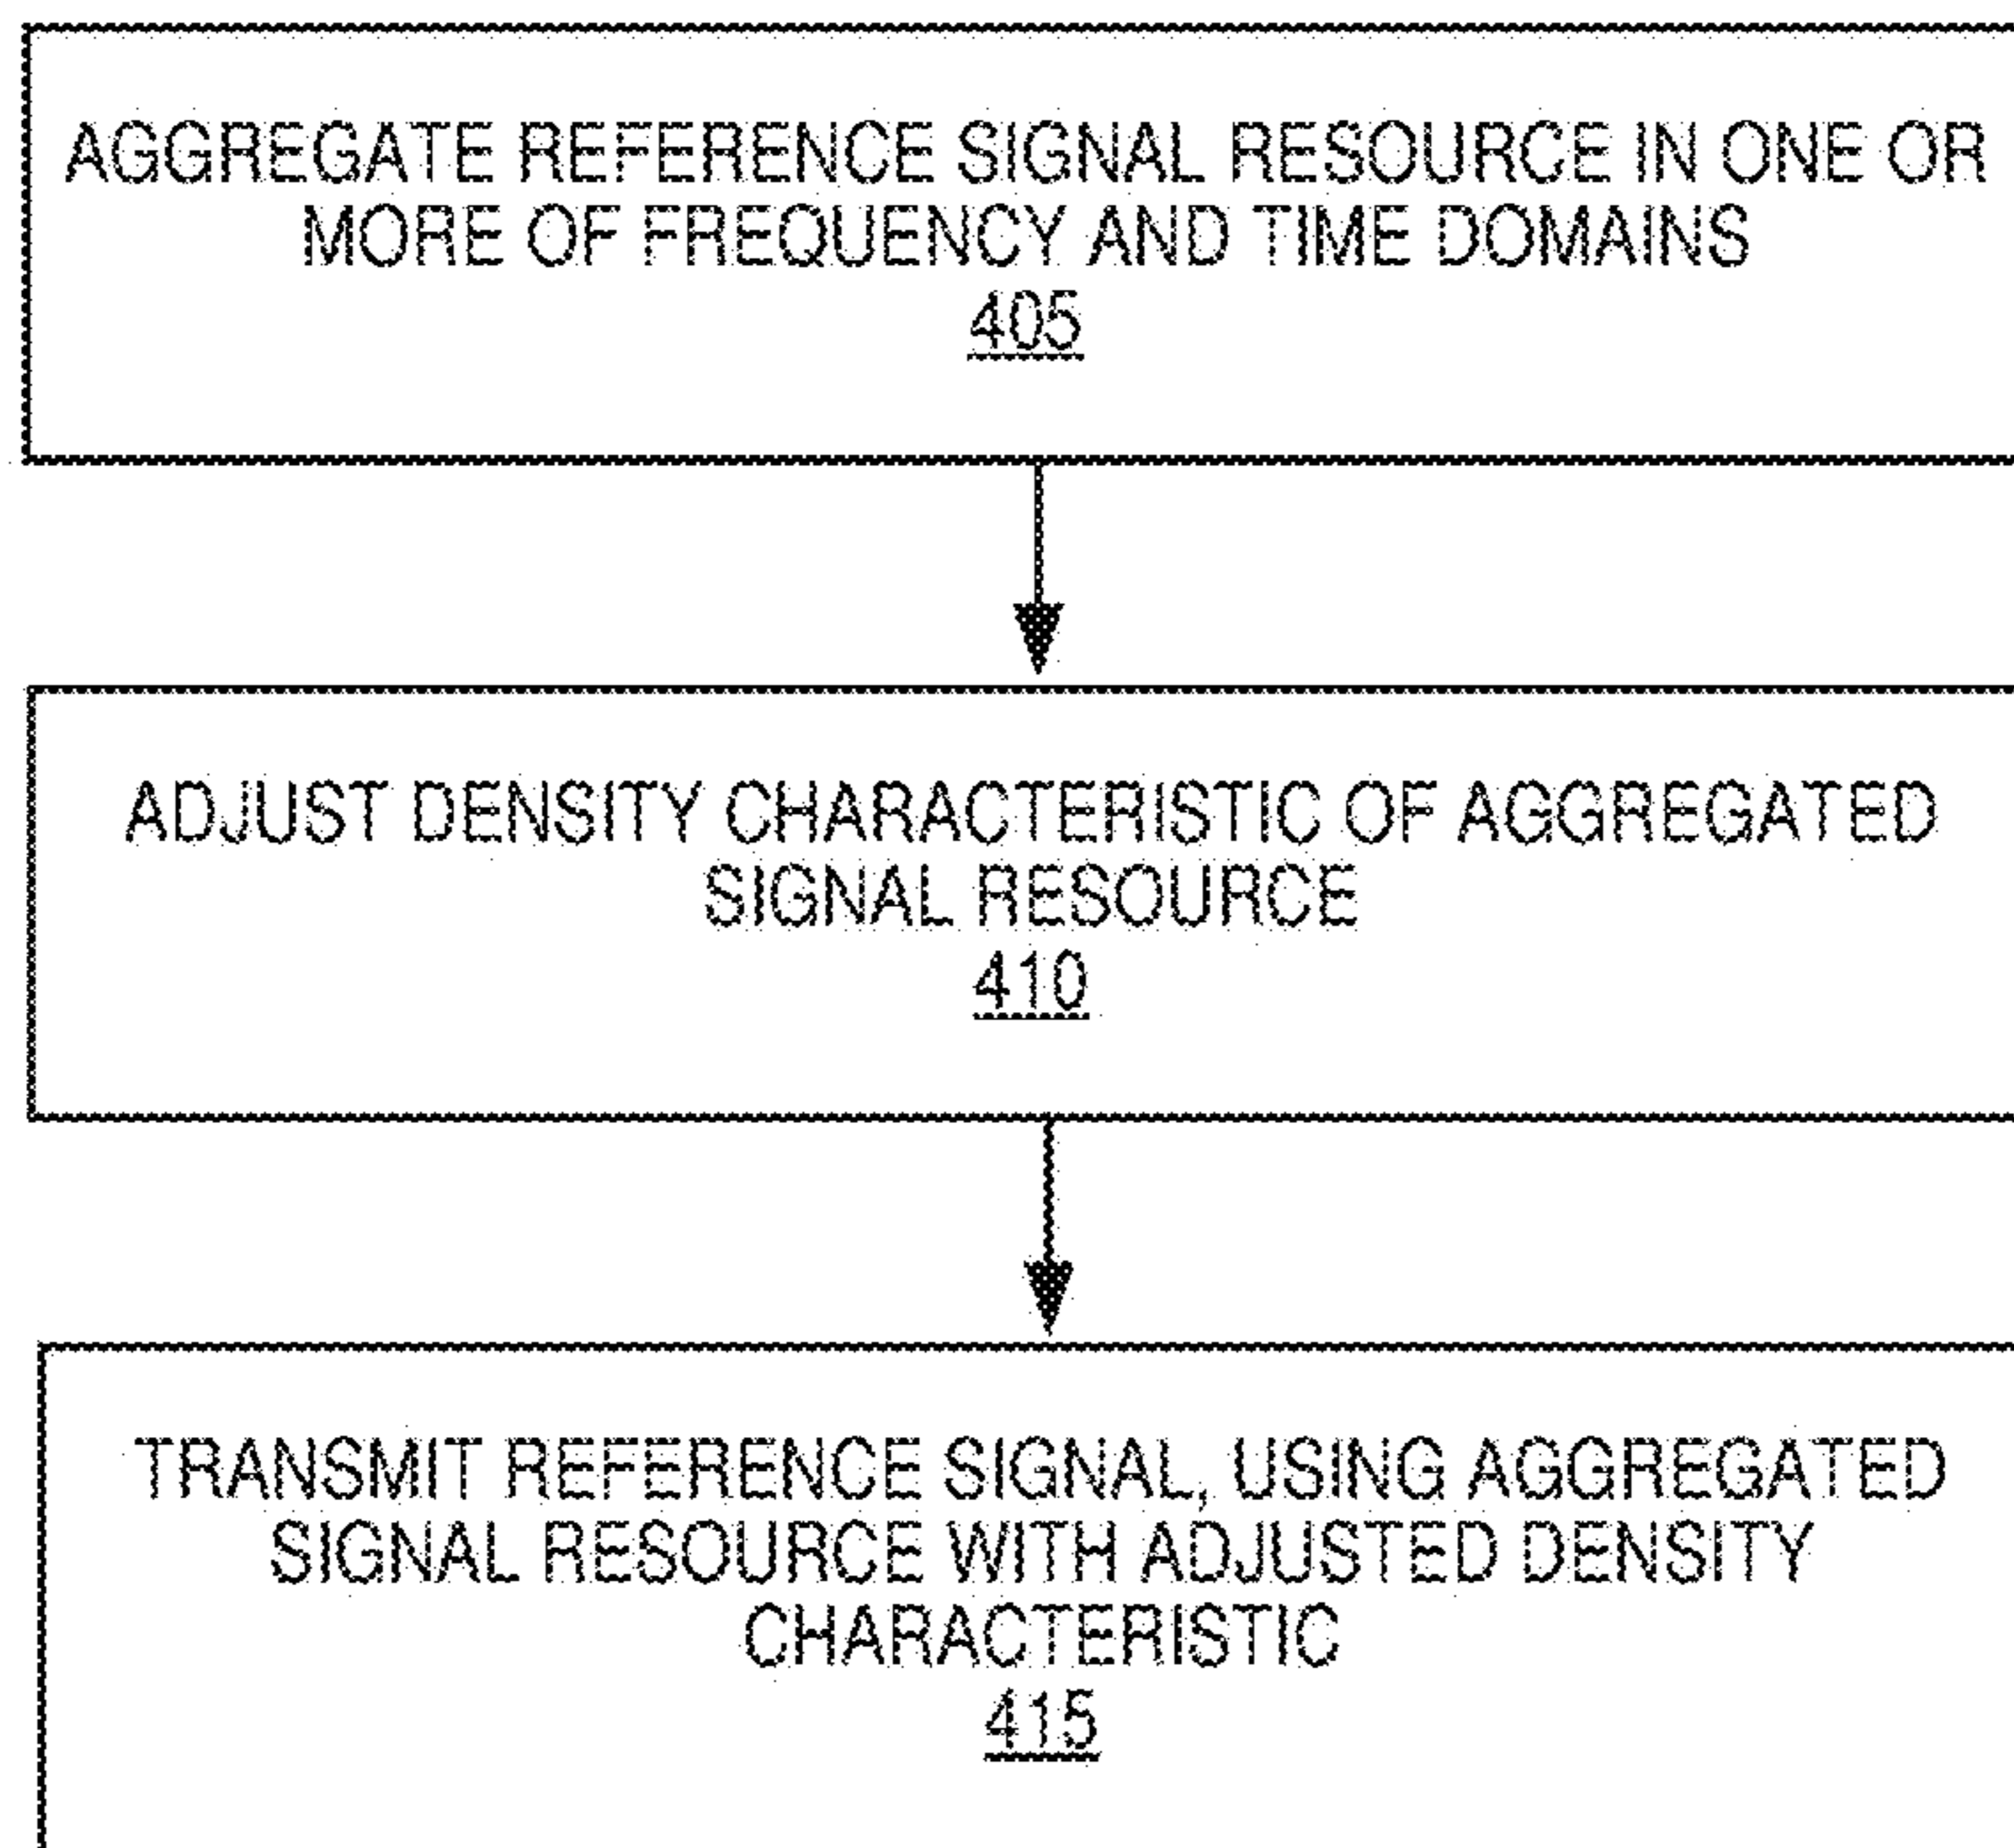 AGGREGATE REFERENCE SIGNAL RESOURCE IN ONE OR
MORE OF FREQUENCY AND TIME DOMAINS
405
ADJUST DENSITY CHARACTERISTIC OF AGGREGATED
SIGNAL RESOURCE
410
TRANSMIT REFERENCE SIGNAL, USING AGGREGATED
SIGNAL RESOURCE WITH ADJUSTED DENSITY
CHARACTERISTIC
415